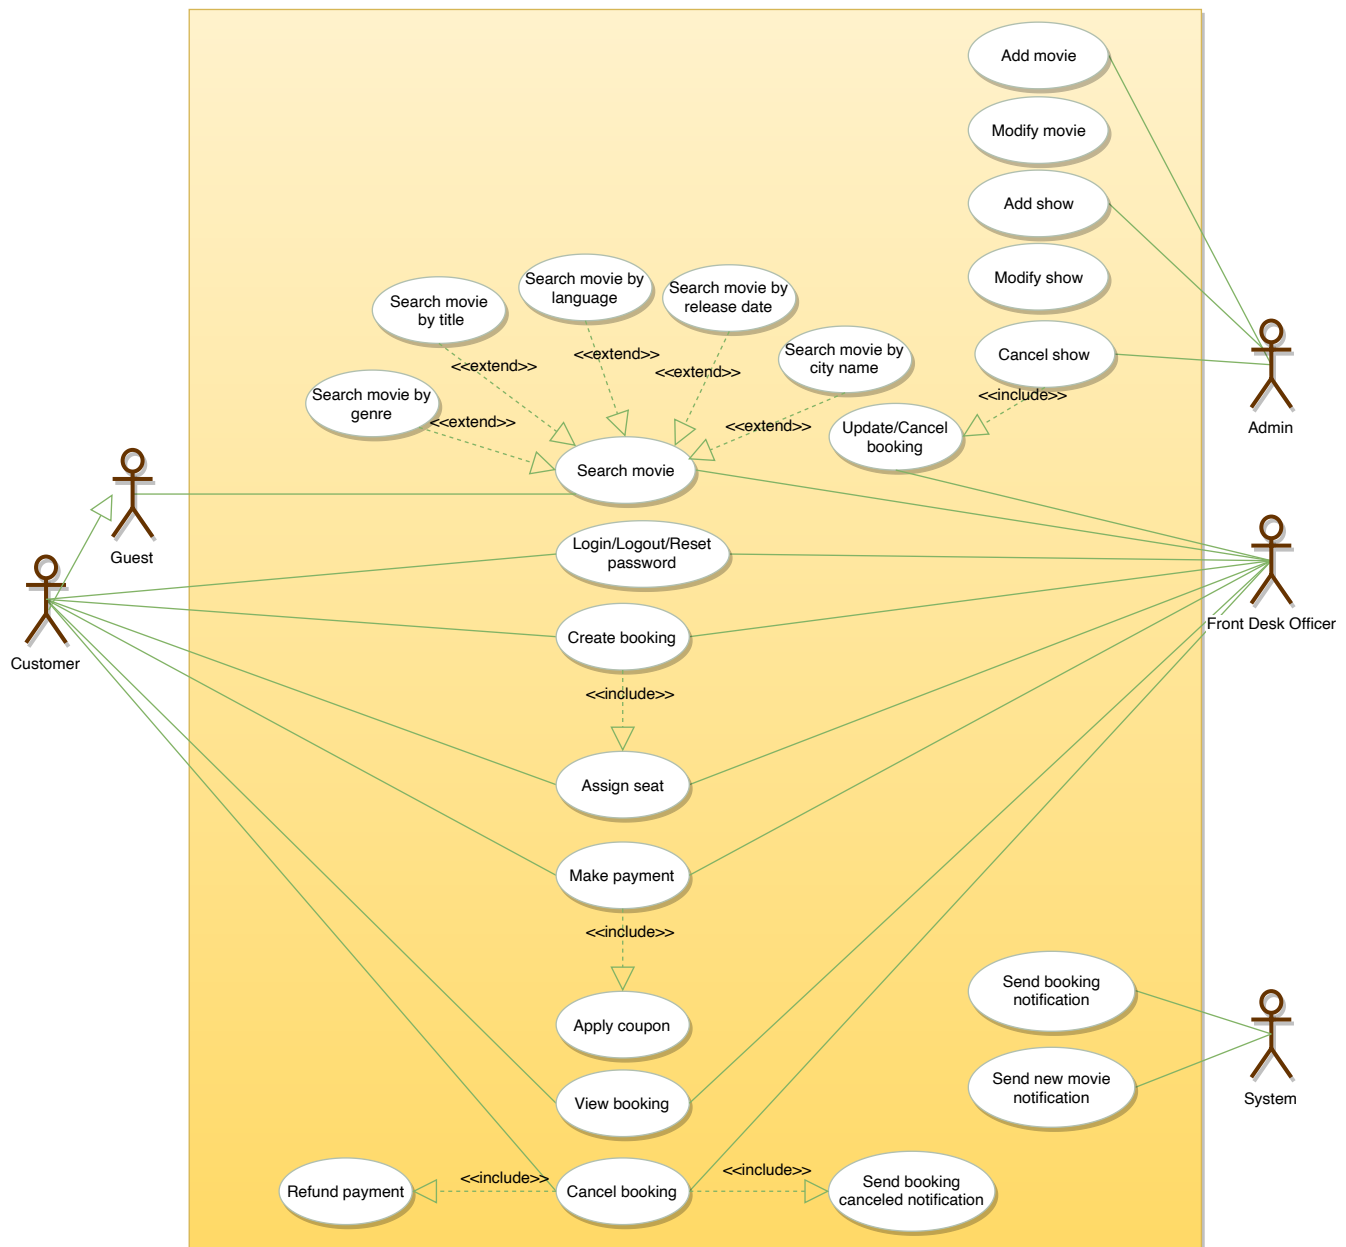 Add movie
Modify movie
Add show
Modify show
Search movie by
language
Search movie by
release date
Search movie
by title
Search movie by
city name
Cancel show
<<extend>>
<<extend>>
<<extend>>
<<include>>
Search movie by
genre
<<extend>>
<<extend>>
Update/Cancel
booking
Admin
Search movie
Guest
Login/Logout/Reset
password
Front Desk Officer
Create booking
Customer
<<include>>
Assign seat
Make payment
<<include>>
Send booking
notification
Apply coupon
Send new movie
notification
System
View booking
<<include>>
<<include>>
Refund payment
Cancel booking
Send booking
canceled notification